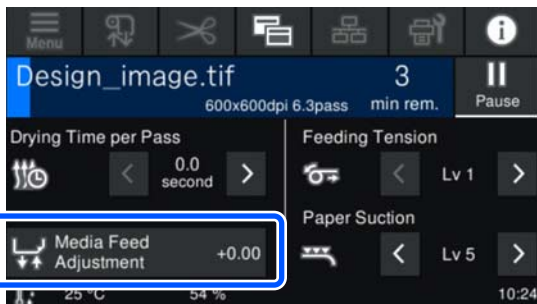 Menu
Design_image.tif
3
600x600dpi 6.3pass
min rem.
Pause
Drying Time per Pass
0.0
second
Feeding Tension
Lv 1
Media Feed
Adjustment
+0.00
Paper Suction
Lv 5
25 °C
54 %
10:24